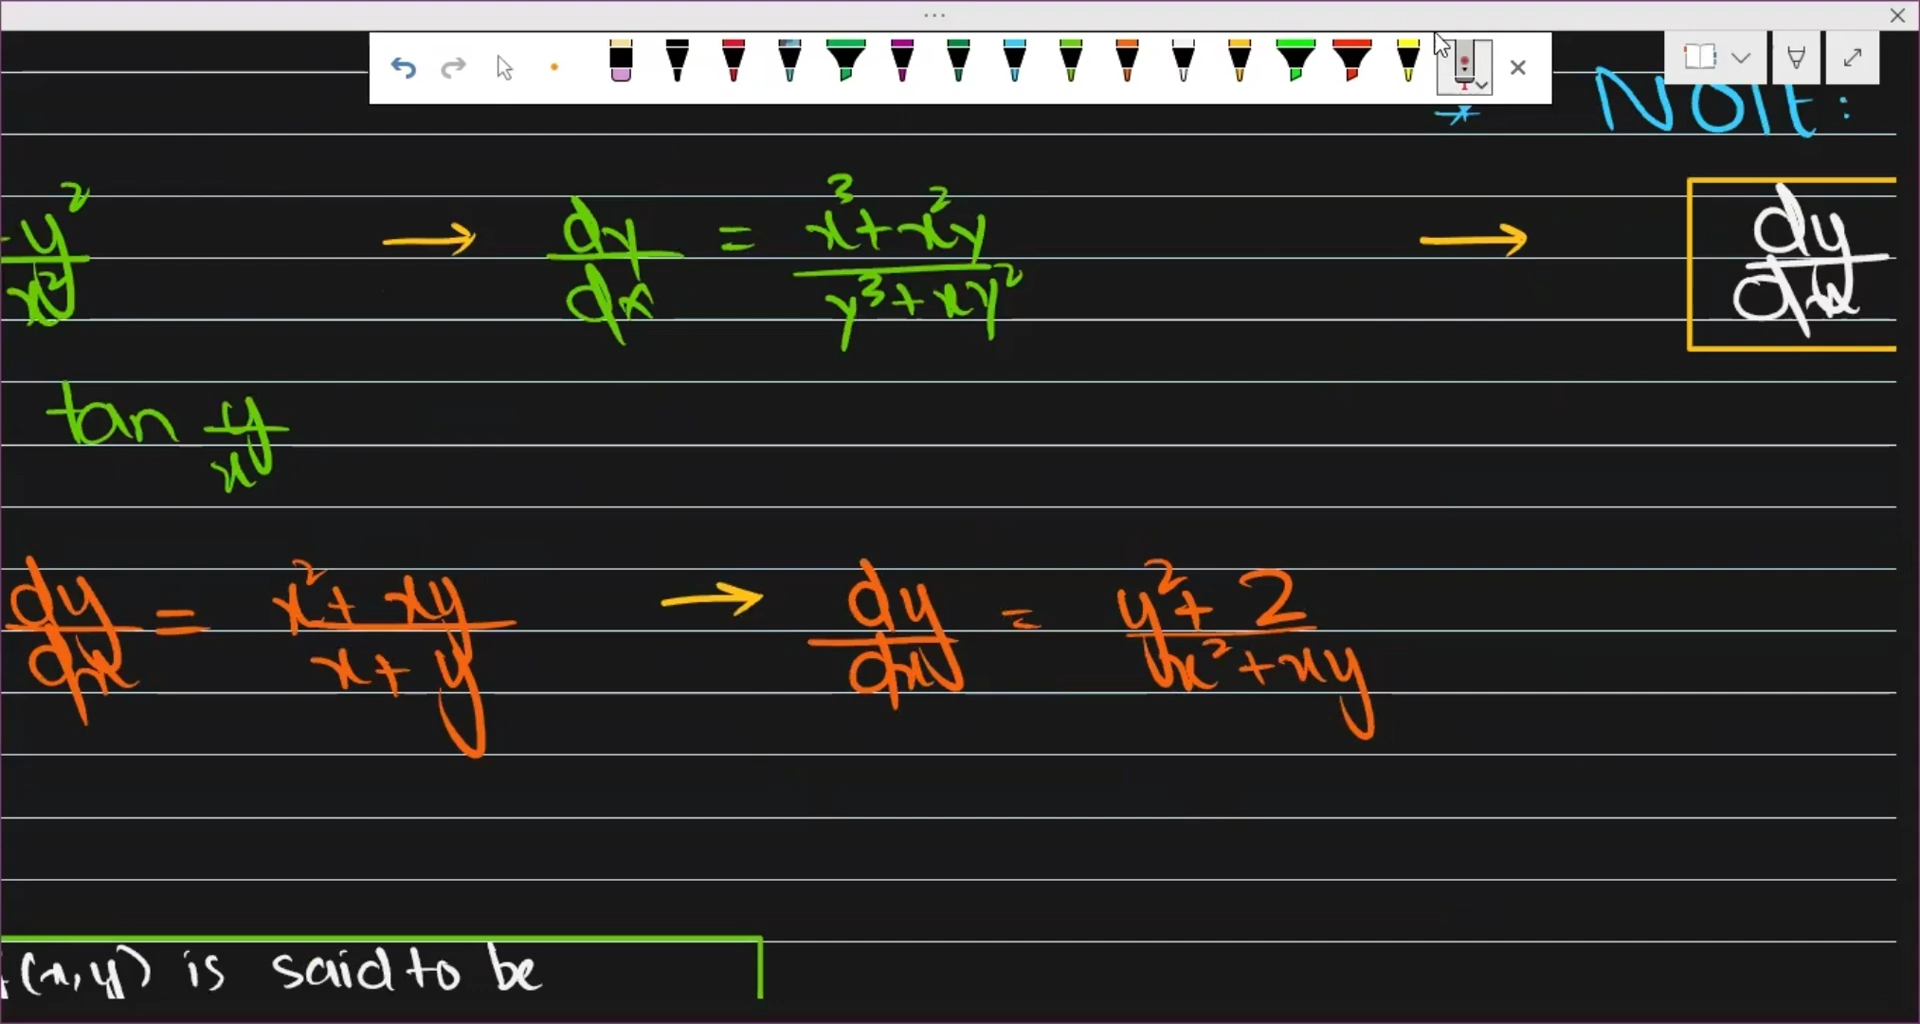 Note:
-y²/x² → dy/dx = (x³+x²y)/(y³+xy²) → dy/dx
tan y/x
dy/dx = (x²+xy)/(x+y) → dy/dx = (y²+2)/(x²+xy)
f(x,y) is said to be